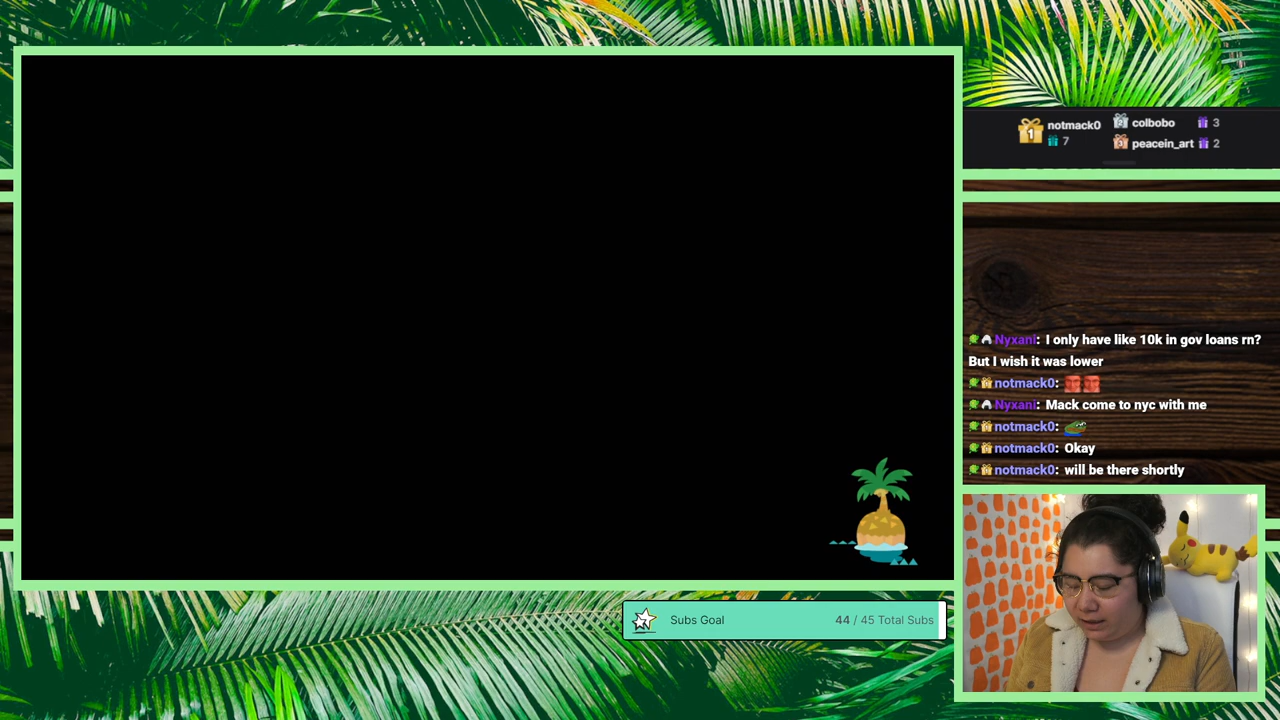 notmack0
7
colbobo 3
peacein_art 2
Nyxani: I only have like 10k in gov loans rn?
But I wish it was lower
notmack0:
Nyxani: Mack come to nyc with me
notmack0:
notmack0: Okay
notmack0: will be there shortly
Subs Goal 44 / 45 Total Subs